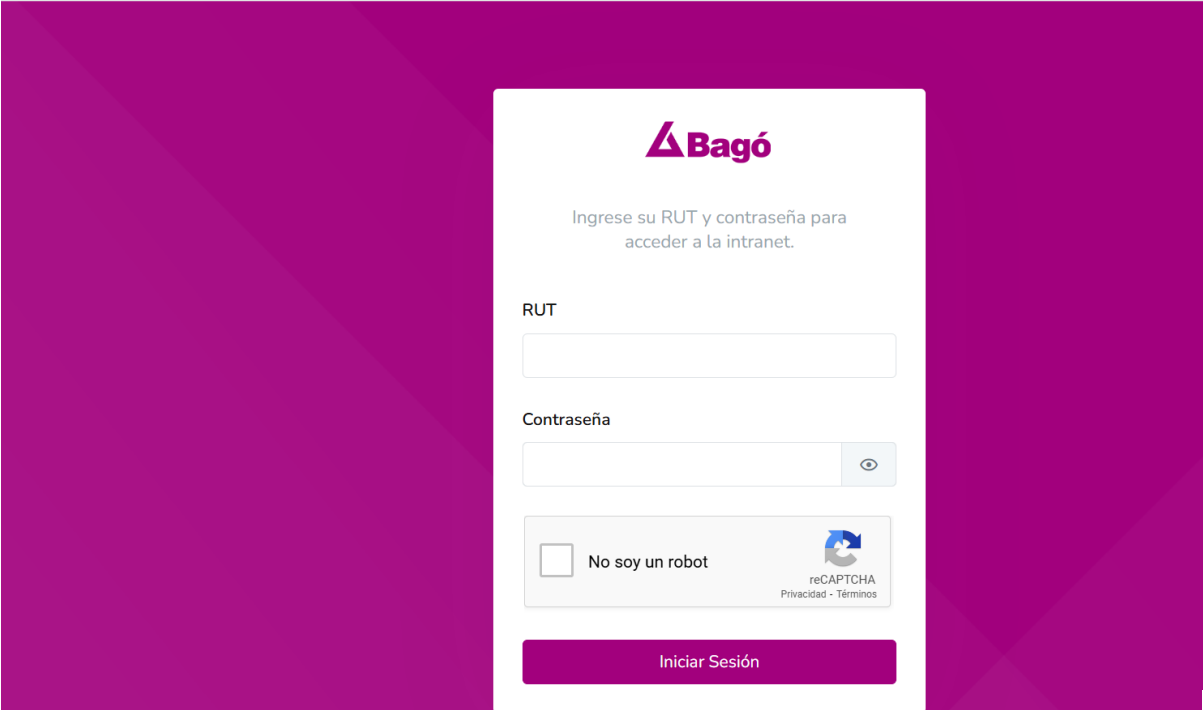 Bagó
Ingrese su RUT y contraseña para
acceder a la intranet.
RUT
Contraseña
No soy un robot
reCAPTCHA
Privacidad - Términos
Iniciar Sesión